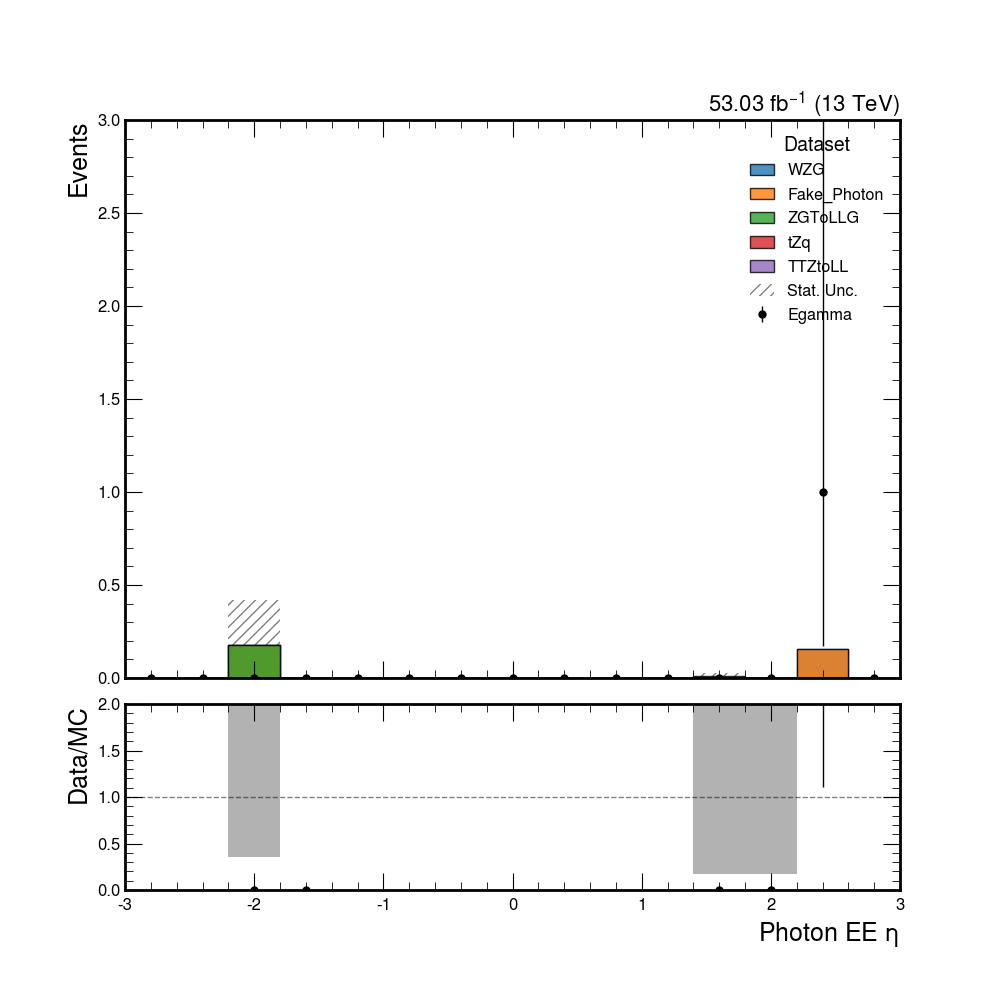 53.03 fb⁻¹ (13 TeV)
Events
3.0
2.5
2.0
1.5
1.0
0.5
0.0
Dataset
WZG
Fake_Photon
ZGToLLG
tZq
TTZtoLL
Stat. Unc.
Egamma
Data/MC
2.0
1.5
1.0
0.5
0.0
-3 -2 -1 0 1 2 3
Photon EE η